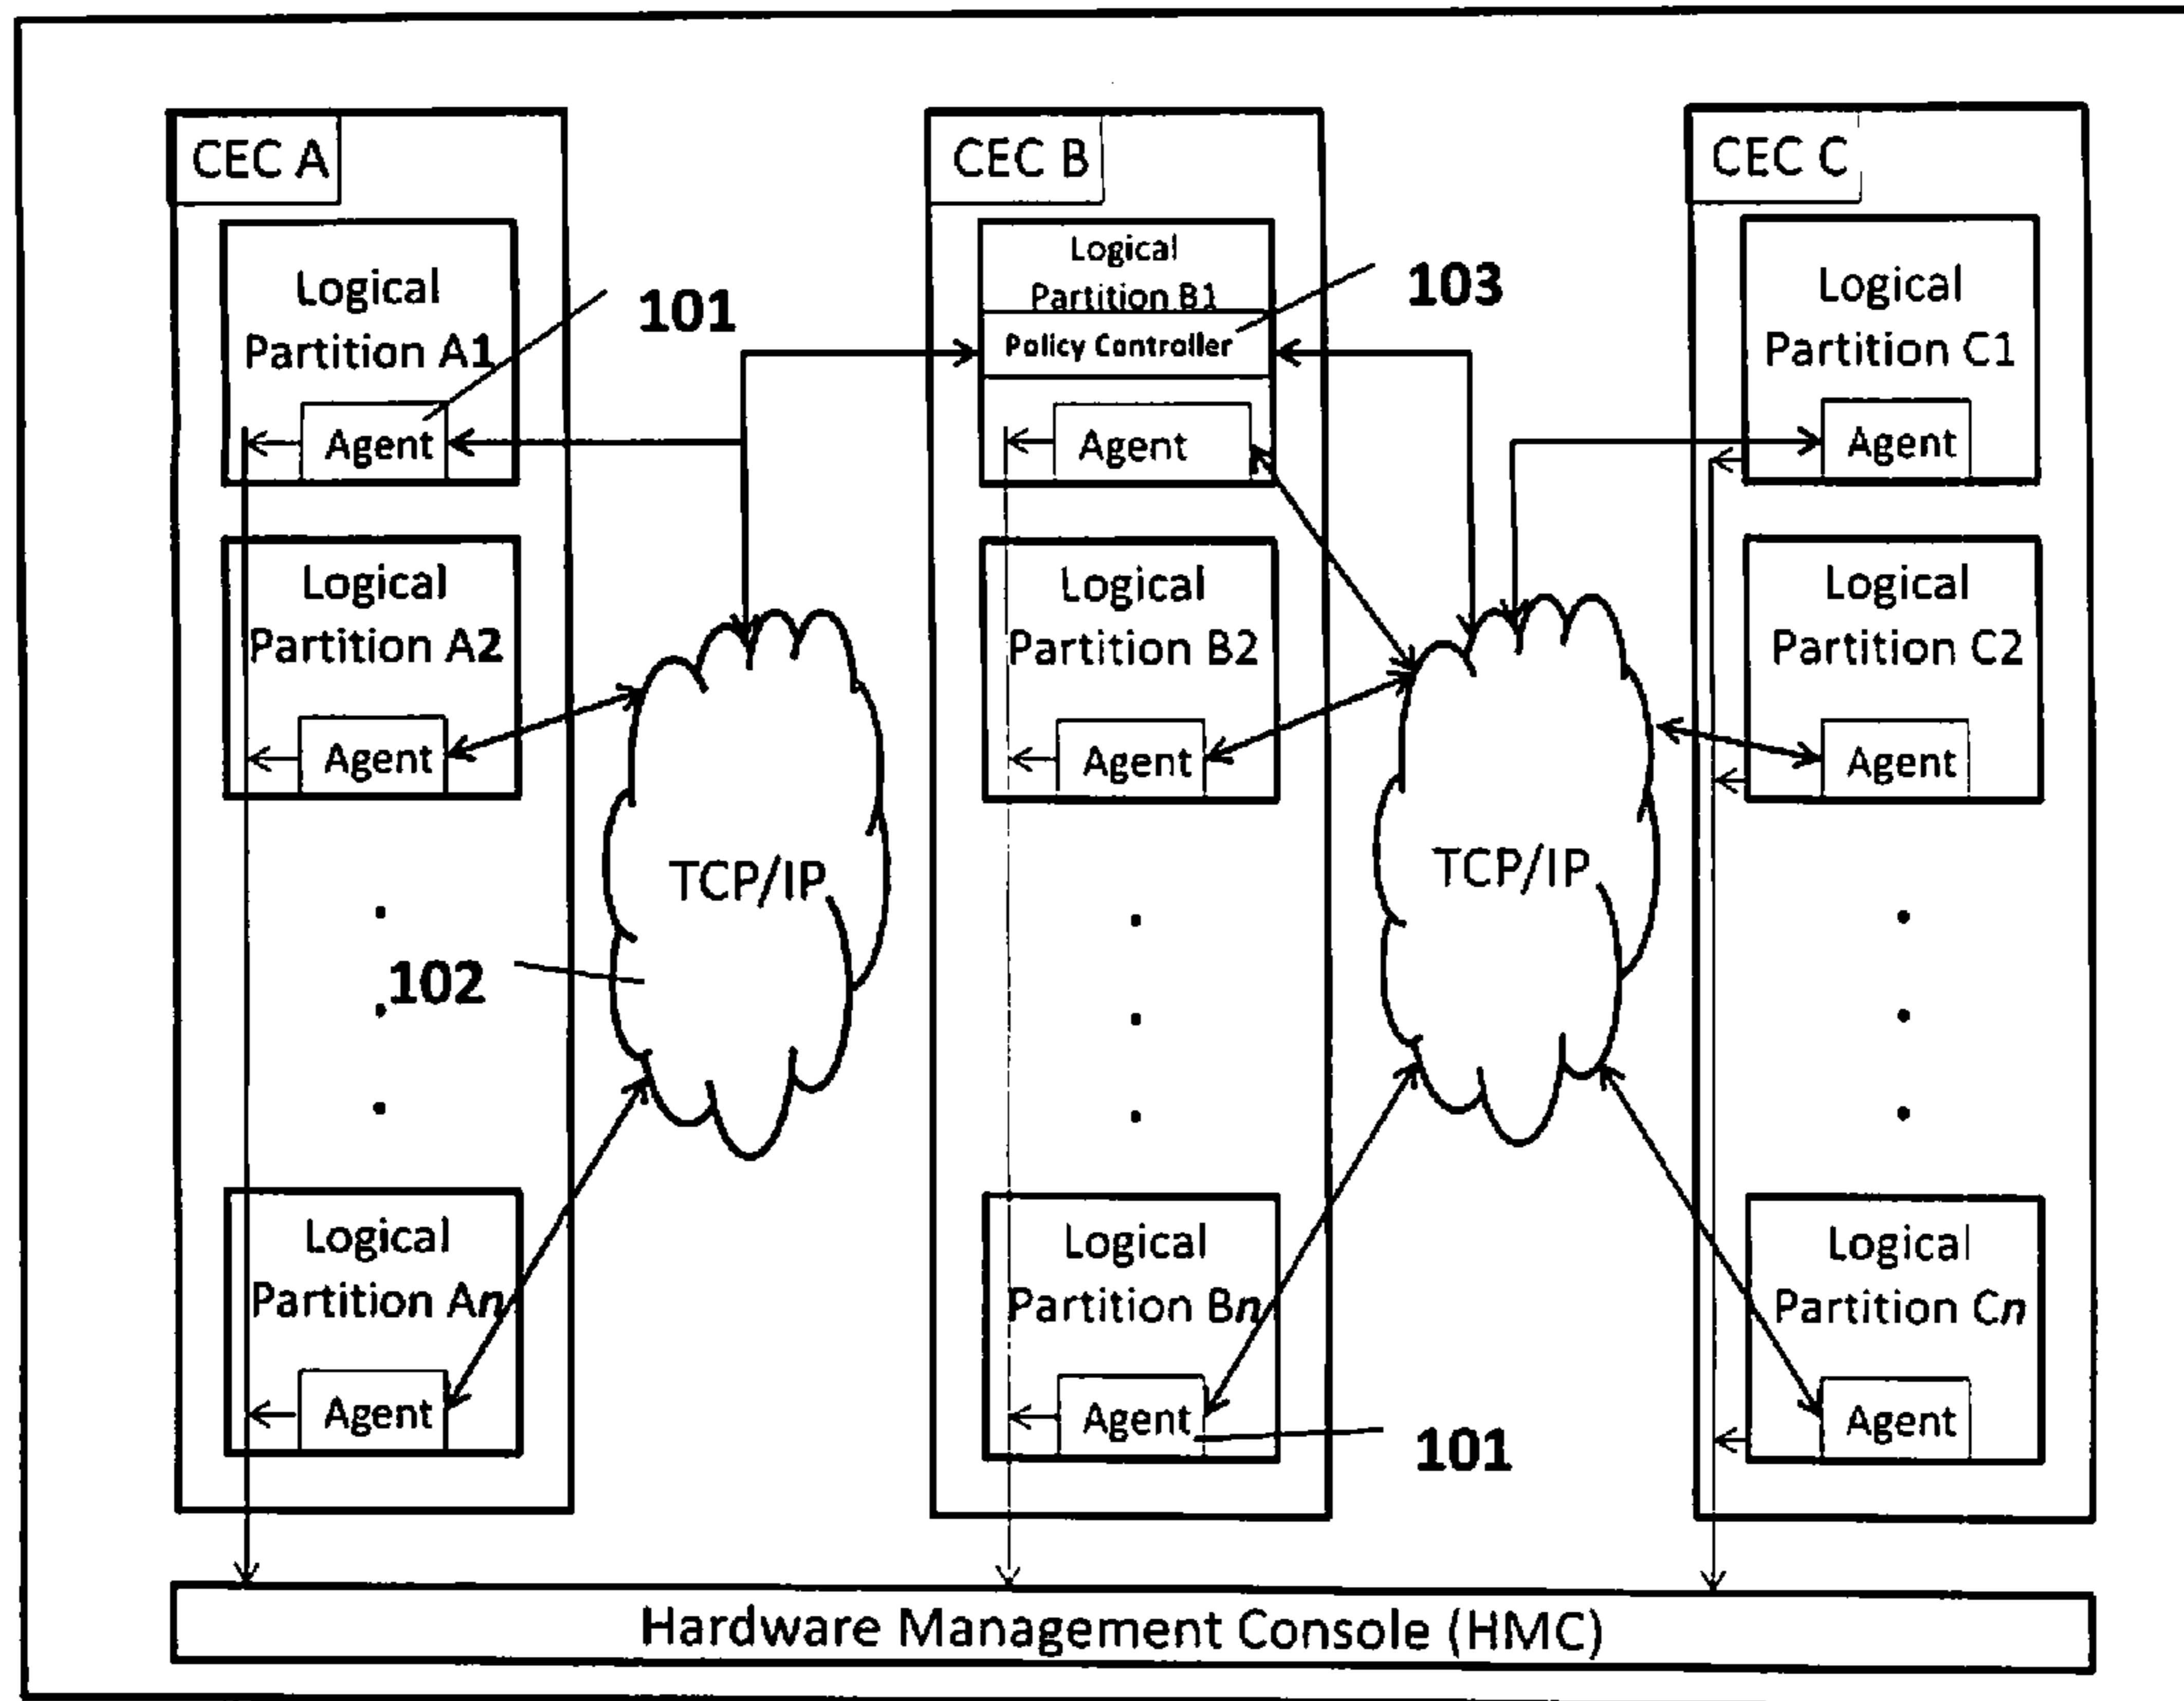 CEC A
Logical
Partition A1
Agent
101
Logical
Partition A2
Agent
102
Logical
Partition An
Agent
TCP/IP
CEC B
Logical
Partition B1
Policy Controller
103
Agent
Logical
Partition B2
Agent
Logical
Partition Bn
Agent
101
TCP/IP
CEC C
Logical
Partition C1
Agent
Logical
Partition C2
Agent
Logical
Partition Cn
Agent
Hardware Management Console (HMC)